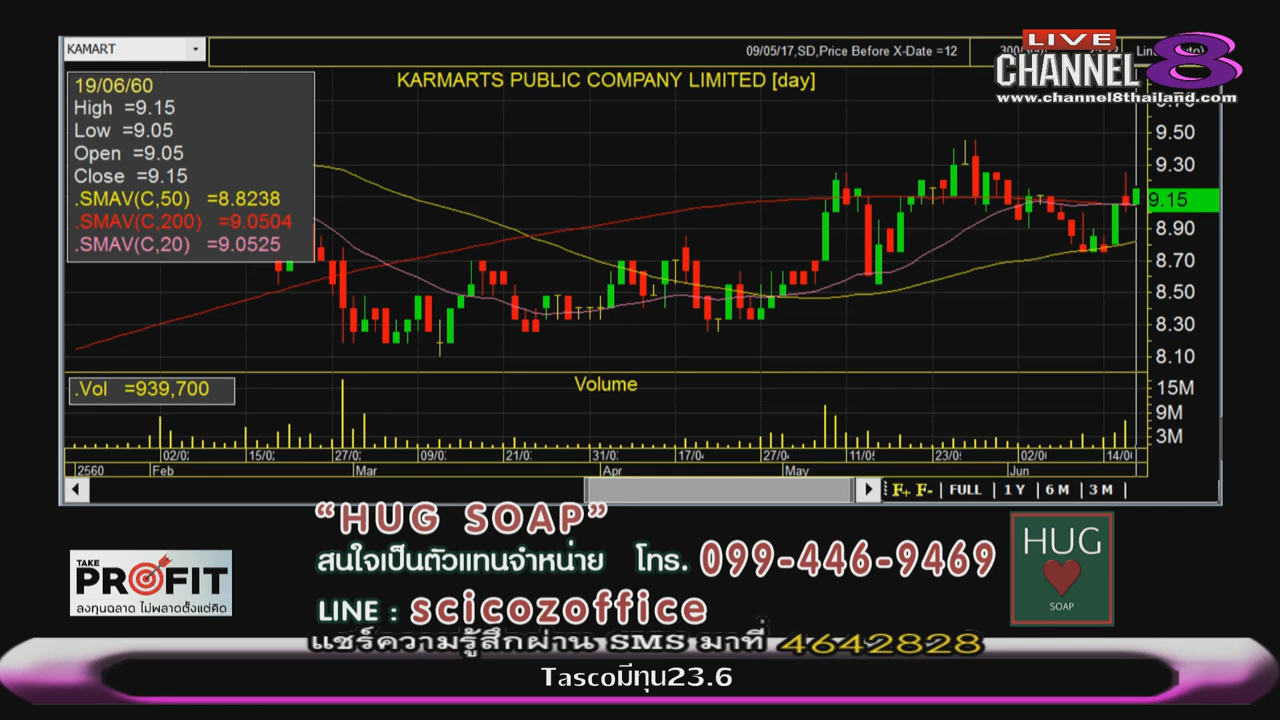 KAMART
09/05/17,SD,Price Before X-Date =12
LIVE
CHANNEL 8
www.channel8thailand.com
KARMARTS PUBLIC COMPANY LIMITED [day]
19/06/60
High =9.15
Low =9.05
Open =9.05
Close =9.15
.SMAV(C,50) =8.8238
.SMAV(C,200) =9.0504
.SMAV(C,20) =9.0525
9.50
9.30
9.15
8.90
8.70
8.50
8.30
8.10
.Vol =939,700
Volume
15M
9M
3M
02/0 15/0 27/0 09/0 21/0 31/0 17/0 27/0 11/0 23/0 02/0 14/0
2560 Feb Mar Apr May Jun
F+ F- FULL 1 Y 6 M 3 M
"HUG SOAP"
สนใจเป็นตัวแทนจำหน่าย โทร. 099-446-9469
LINE : scicozoffice
HUG
SOAP
TAKE
PROFIT
ลงทุนฉลาด ไม่พลาดตั้งแต่คิด
แชร์ความรู้สึกผ่าน SMS มาที่ 4642828
Tascoมีทุน23.6